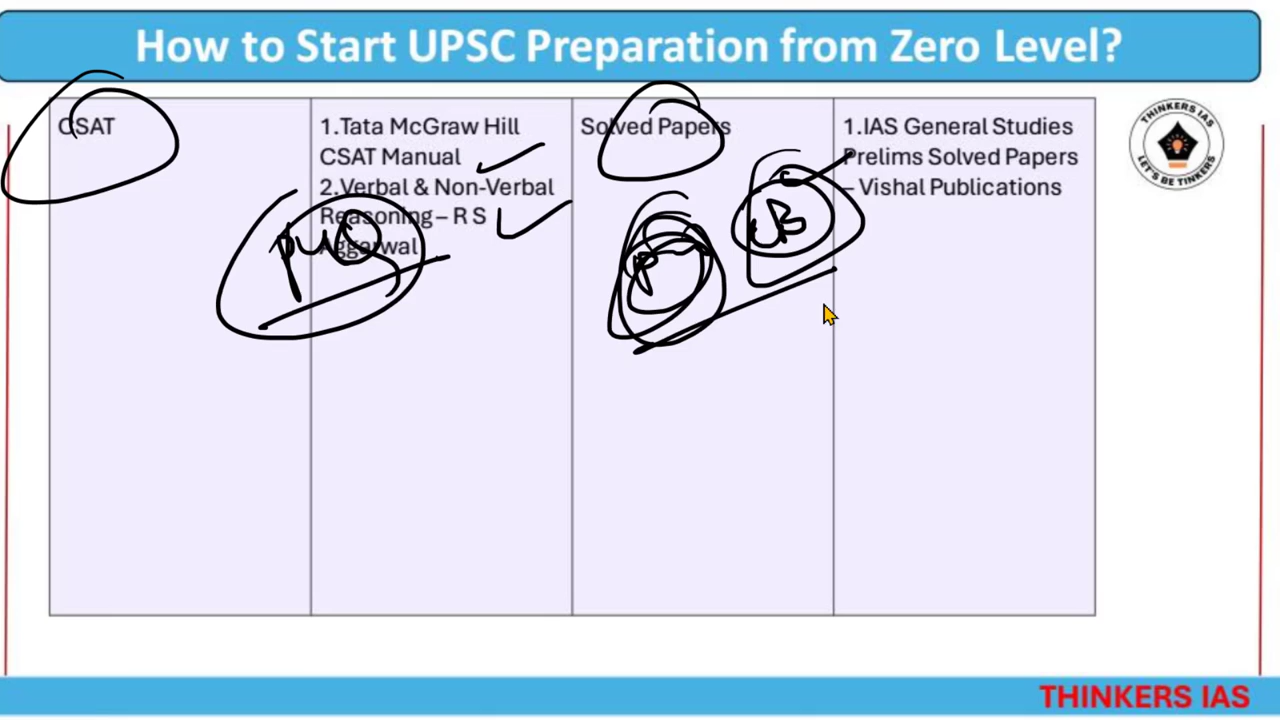 How to Start UPSC Preparation from Zero Level?
CSAT
1.Tata McGraw Hill
CSAT Manual
2.Verbal & Non-Verbal
Reasoning – R S
Aggarwal
Solved Papers
1.IAS General Studies
Prelims Solved Papers
– Vishal Publications
THINKERS IAS
LET'S BE TINKERS
PYQ
P
THINKERS IAS